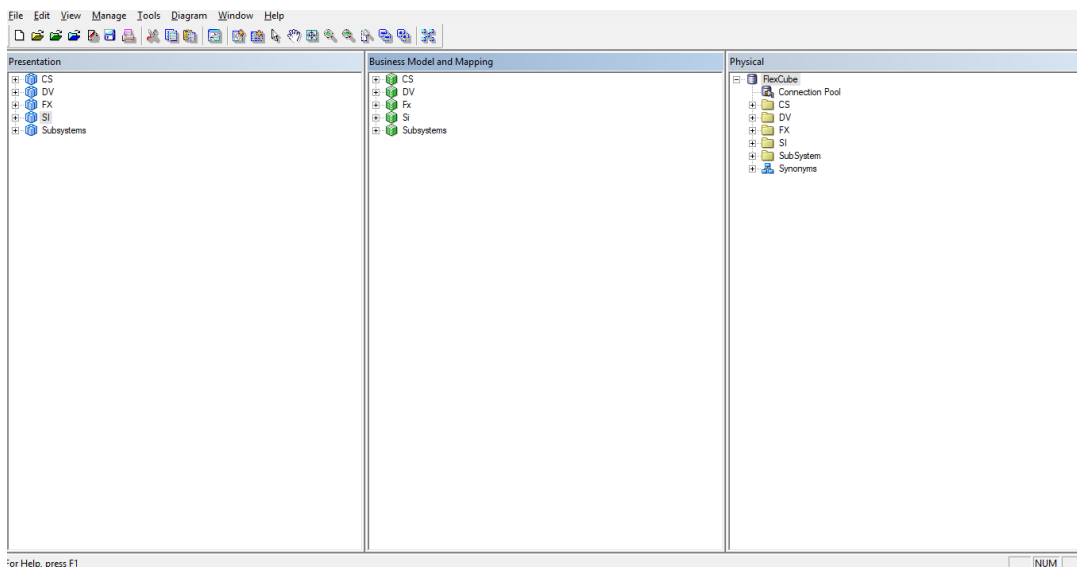 File Edit View Manage Tools Diagram Window Help
Presentation
CS
DV
FX
SI
Subsystems
Business Model and Mapping
CS
DV
Fx
Si
Subsystems
Physical
FlexCube
Connection Pool
CS
DV
FX
SI
SubSystem
Synonyms
For Help, press F1
NUM